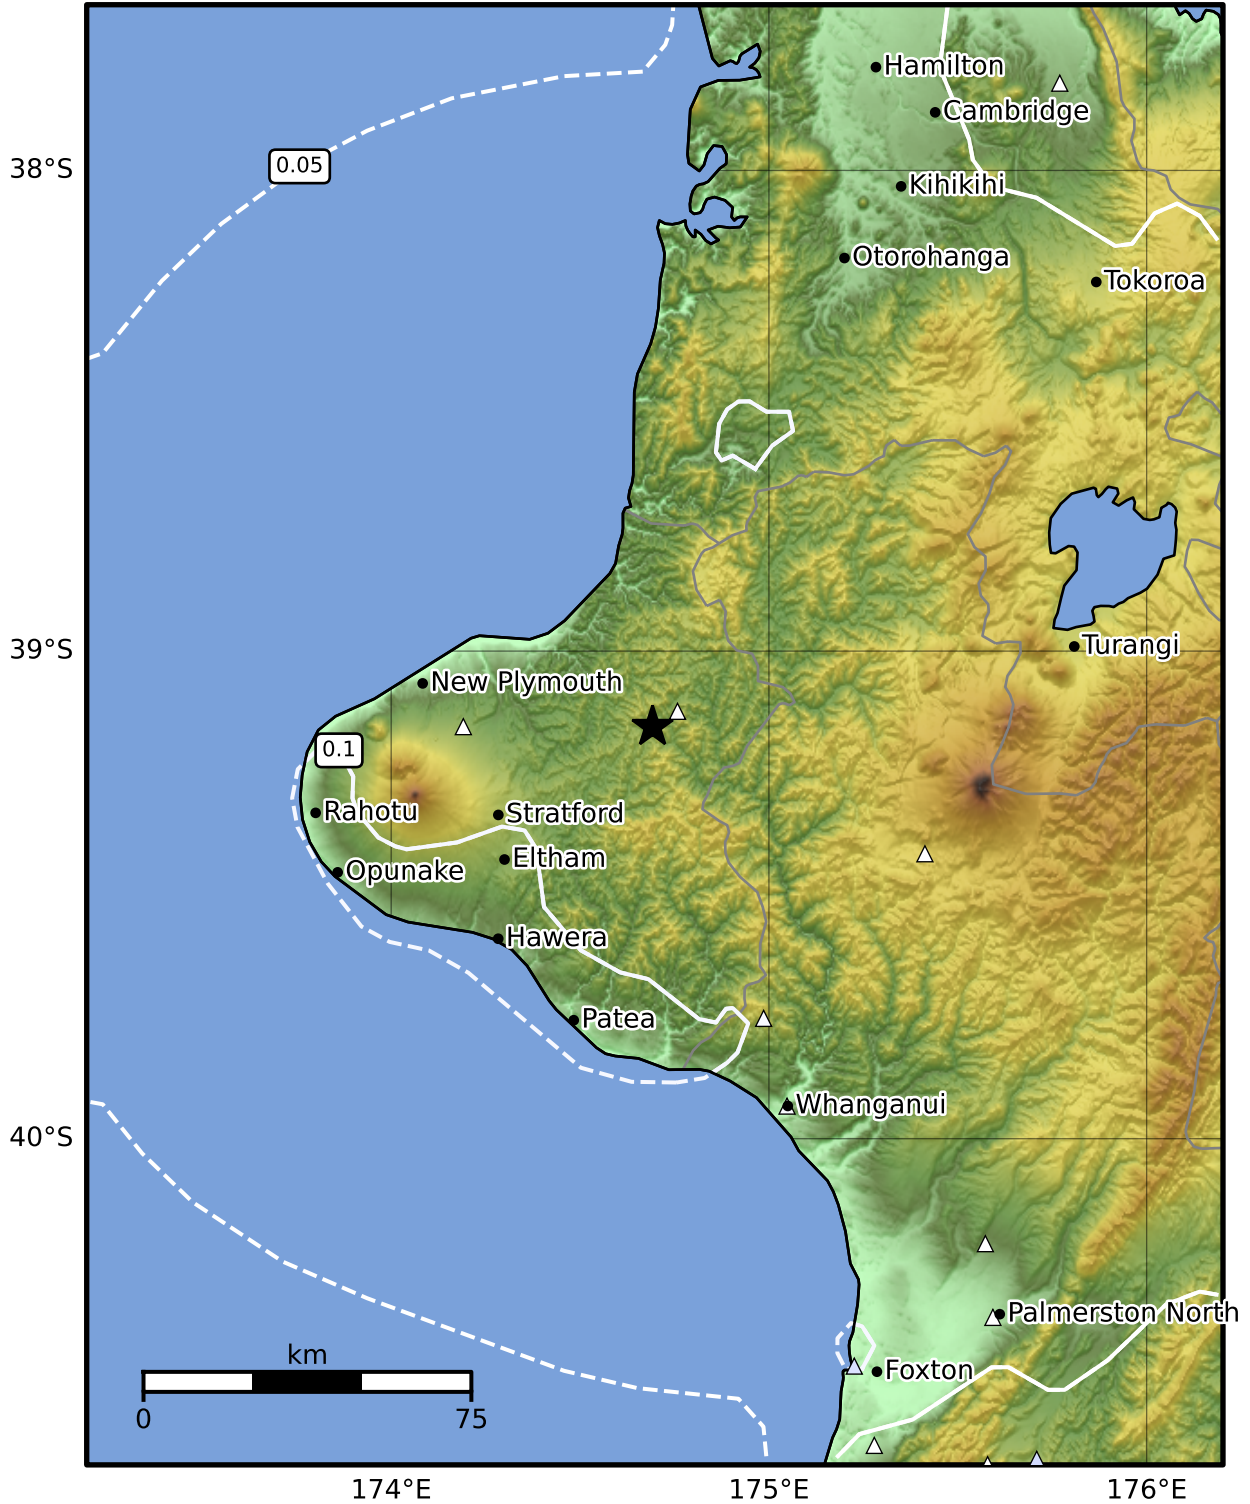 Hamilton
Cambridge
0.05
38°S
Kihikihi
Otorohanga
Tokoroa
39°S
Turangi
New Plymouth
0.1
Rahotu
Stratford
Eltham
Opunake
Hawera
Patea
Whanganui
40°S
Palmerston North
km
Foxton
0 75
174°E 175°E 176°E